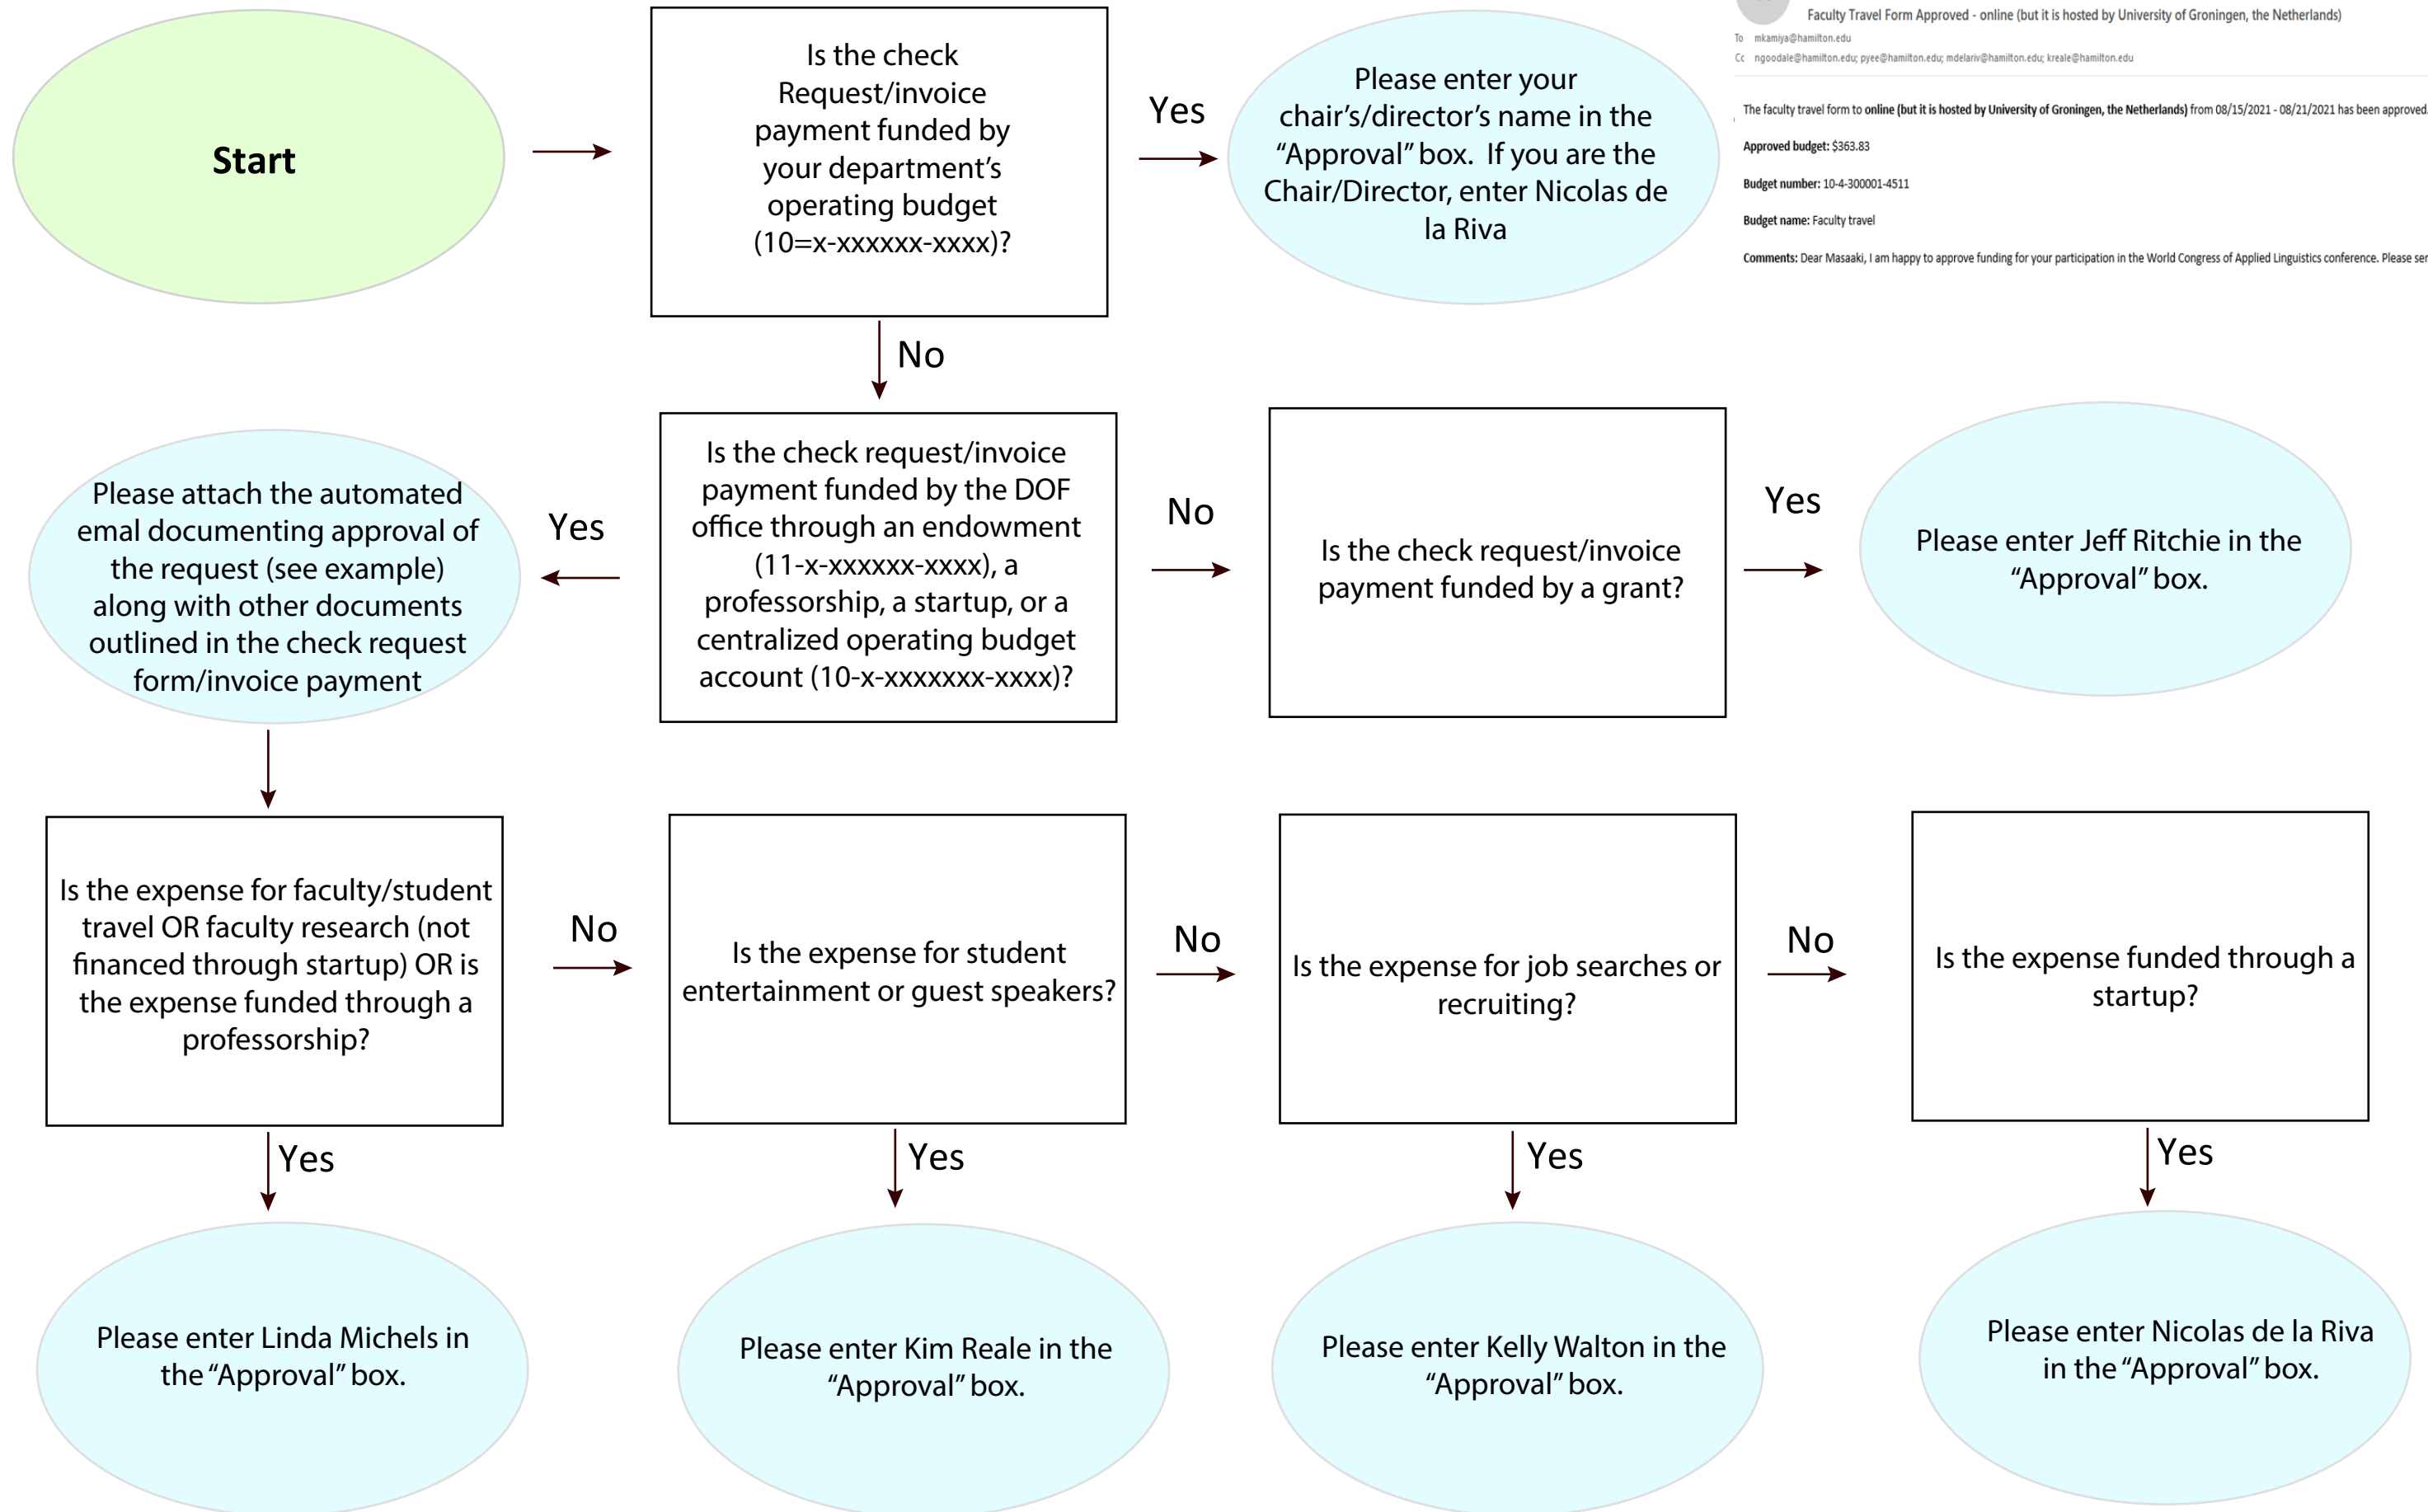 Start
Is the check
Request/invoice
payment funded by
your department’s
operating budget
(10=x-xxxxxx-xxxx)?
Yes
Please enter your
chair’s/director’s name in the
“Approval” box. If you are the
Chair/Director, enter Nicolas de
la Riva
Faculty Travel Form Approved - online (but it is hosted by University of Groningen, the Netherlands)
To mkamiya@hamilton.edu
Cc ngoodale@hamilton.edu; pyee@hamilton.edu; mdelariv@hamilton.edu; kreale@hamilton.edu
The faculty travel form to online (but it is hosted by University of Groningen, the Netherlands) from 08/15/2021 - 08/21/2021 has been approved.
Approved budget: $363.83
Budget number: 10-4-300001-4511
Budget name: Faculty travel
Comments: Dear Masaaki, I am happy to approve funding for your participation in the World Congress of Applied Linguistics conference. Please
No
Please attach the automated
emal documenting approval of
the request (see example)
along with other documents
outlined in the check request
form/invoice payment
Yes
Is the check request/invoice
payment funded by the DOF
office through an endowment
(11-x-xxxxxx-xxxx), a
professorship, a startup, or a
centralized operating budget
account (10-x-xxxxxxx-xxxx)?
No
Is the check request/invoice
payment funded by a grant?
Yes
Please enter Jeff Ritchie in the
“Approval” box.
Is the expense for faculty/student
travel OR faculty research (not
financed through startup) OR is
the expense funded through a
professorship?
No
Is the expense for student
entertainment or guest speakers?
No
Is the expense for job searches or
recruiting?
No
Is the expense funded through a
startup?
Yes
Yes
Yes
Yes
Please enter Linda Michels in
the “Approval” box.
Please enter Kim Reale in the
“Approval” box.
Please enter Kelly Walton in the
“Approval” box.
Please enter Nicolas de la Riva
in the “Approval” box.